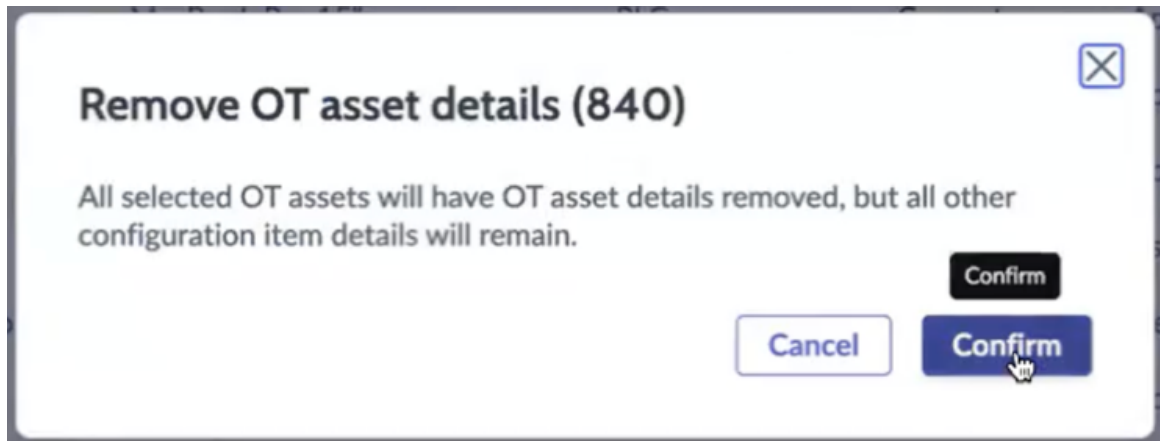 Remove OT asset details (840)
All selected OT assets will have OT asset details removed, but all other
configuration item details will remain.
Confirm
Cancel
Confirm